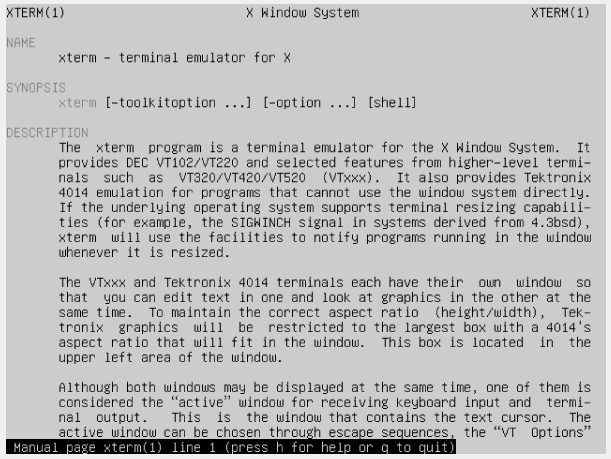 XTERM(1) X Window System XTERM(1)
NAME
xterm - terminal emulator for X
SYNOPSIS
xterm [-toolkitoption ...] [-option ...] [shell]
DESCRIPTION
The xterm program is a terminal emulator for the X Window System. It
provides DEC VT102/VT220 and selected features from higher-level termi-
nals such as VT320/VT420/VT520 (VTxxx). It also provides Tektronix
4014 emulation for programs that cannot use the window system directly.
If the underlying operating system supports terminal resizing capabili-
ties (for example, the SIGWINCH signal in systems derived from 4.3bsd),
xterm will use the facilities to notify programs running in the window
whenever it is resized.
The VTxxx and Tektronix 4014 terminals each have their own window so
that you can edit text in one and look at graphics in the other at the
same time. To maintain the correct aspect ratio (height/width), Tek-
tronix graphics will be restricted to the largest box with a 4014's
aspect ratio that will fit in the window. This box is located in the
upper left area of the window.
Although both windows may be displayed at the same time, one of them is
considered the “active” window for receiving keyboard input and termi-
nal output. This is the window that contains the text cursor. The
active window can be chosen through escape sequences, the “VT Options”
Manual page xterm(1) line 1 (press h for help or q to quit)